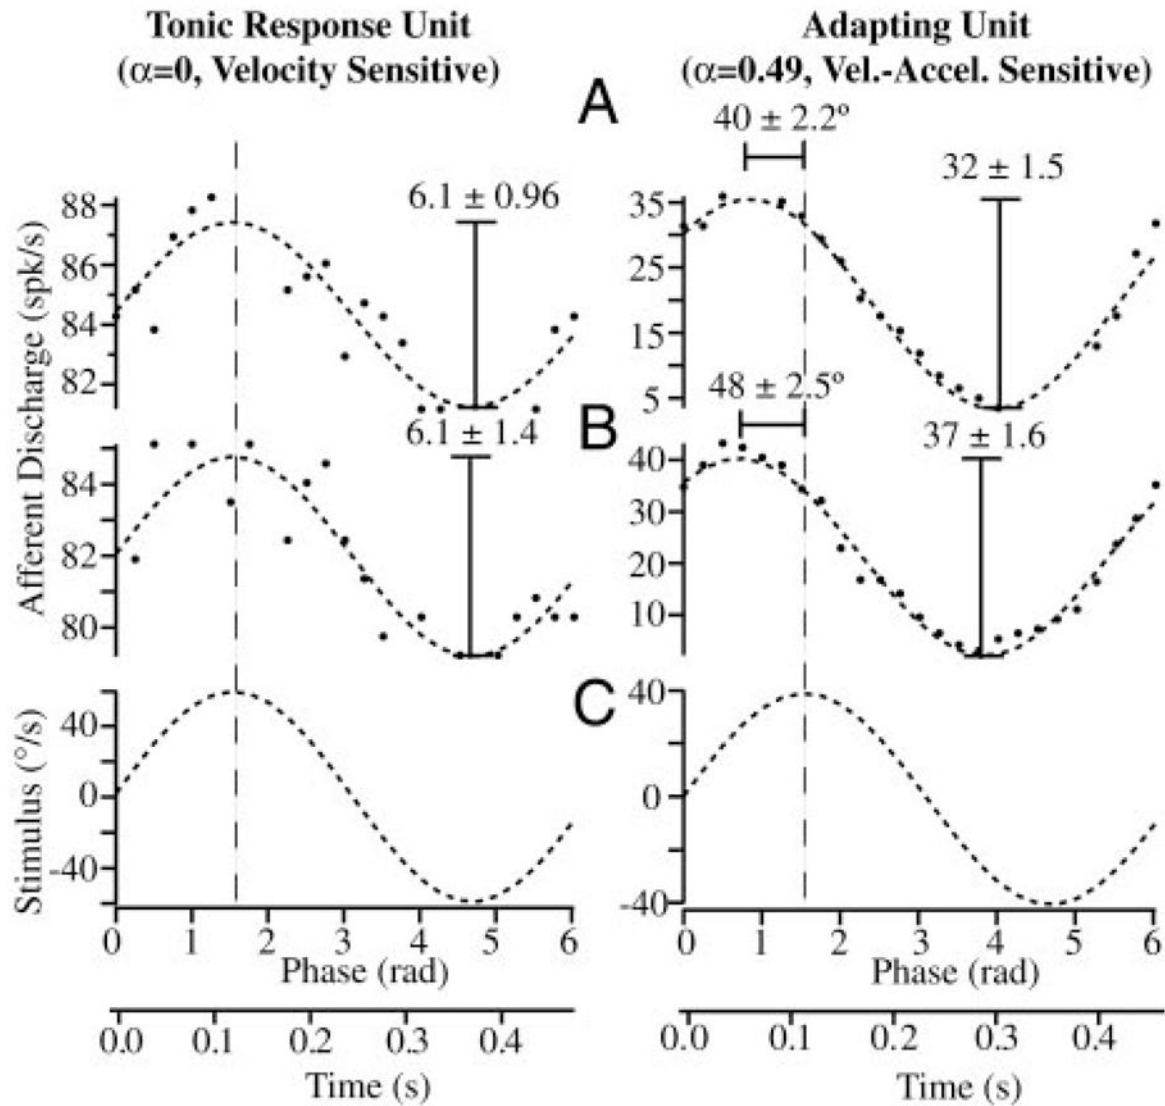 Tonic Response Unit
(α=0, Velocity Sensitive)
Adapting Unit
(α=0.49, Vel.-Accel. Sensitive)
A
40 ± 2.2º
6.1 ± 0.96
32 ± 1.5
88
86
84
82
35
25
15
5
Afferent Discharge (spk/s)
B
48 ± 2.5º
6.1 ± 1.4
37 ± 1.6
84
82
80
40
30
20
10
C
Stimulus (°/s)
40
0
-40
40
0
-40
0 1 2 3 4 5 6
Phase (rad)
0 1 2 3 4 5 6
Phase (rad)
0.0 0.1 0.2 0.3 0.4
Time (s)
0.0 0.1 0.2 0.3 0.4
Time (s)